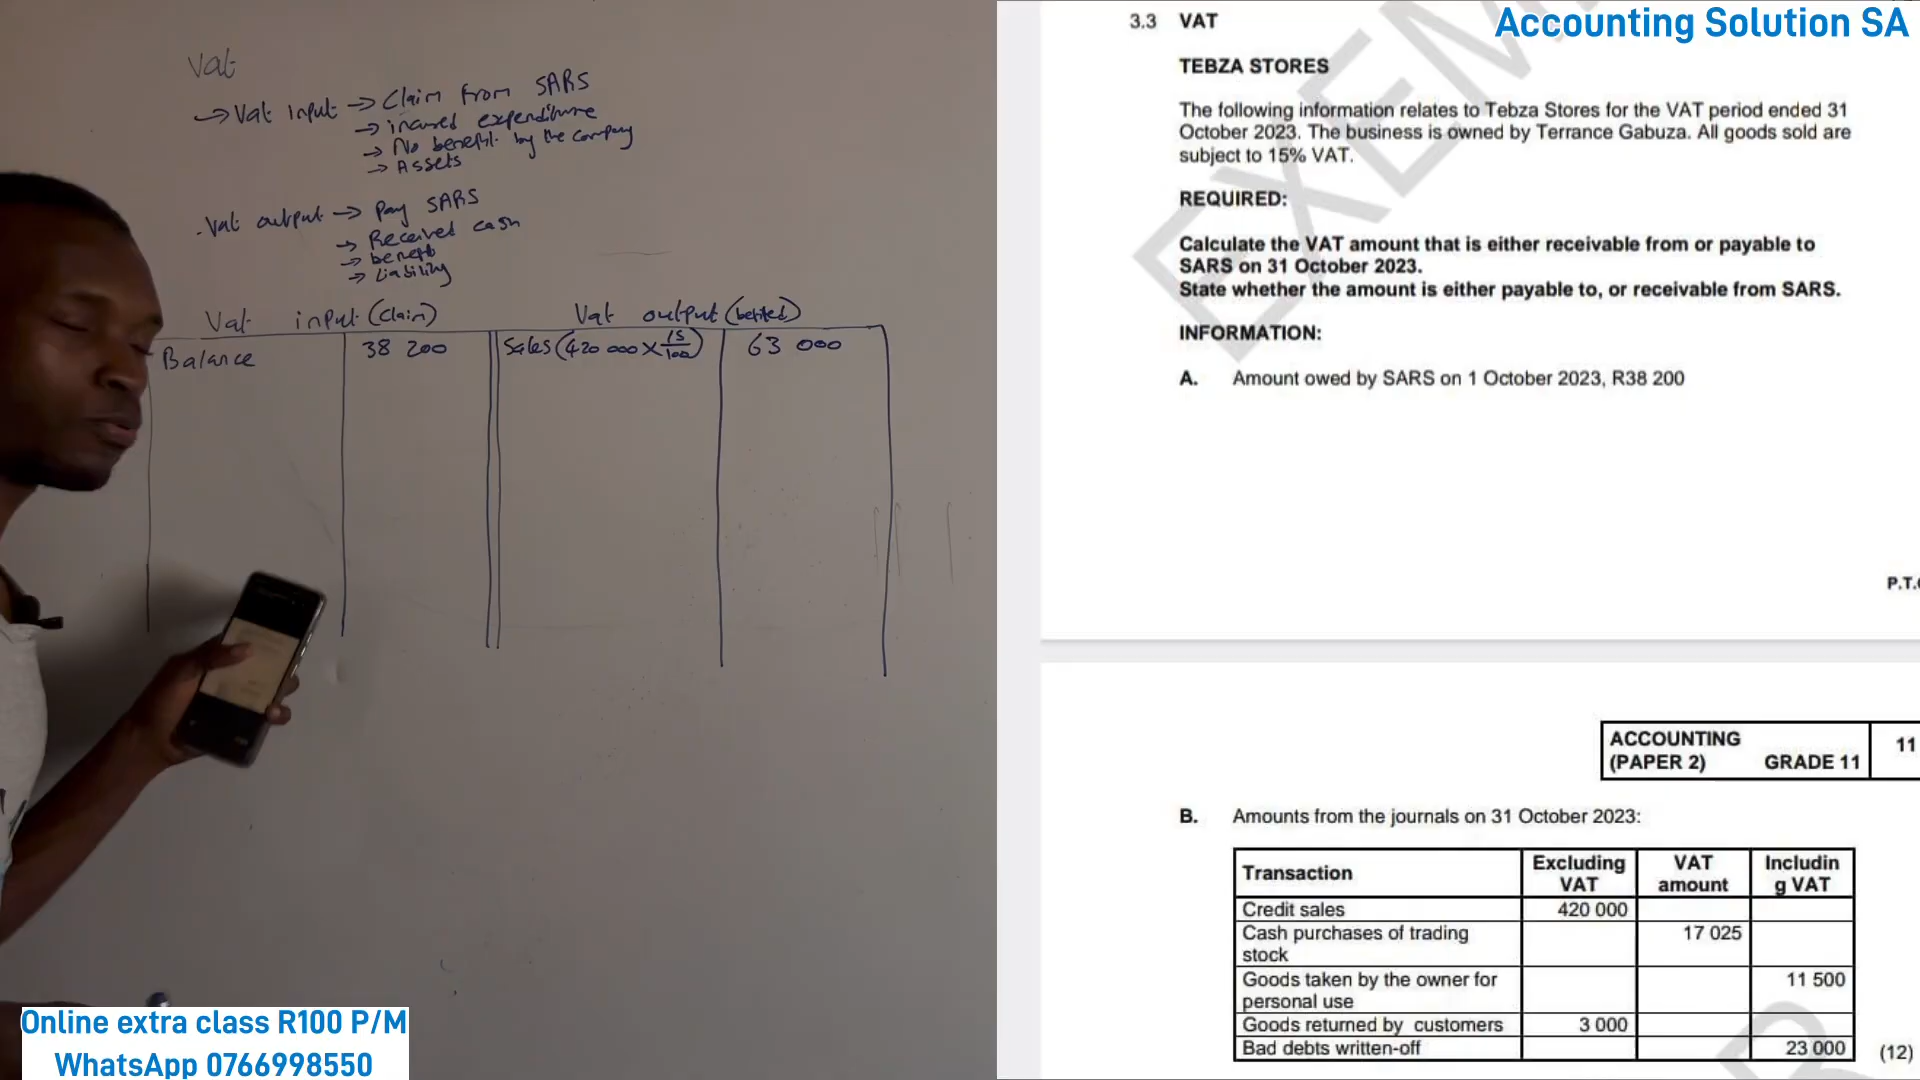 Vat
→ Vat input → Claim from SARS
→ incured expenditure
→ No benefit by the company
→ Assets
. Vat output → Pay SARS
→ Received cash
→ benefit
→ Liability
Vat input (claim)
Vat output
Balance
38 200
Sales (420 000 × 15/100)
63 000
Accounting Solution SA
3.3 VAT
TEBZA STORES
The following information relates to Tebza Stores for the VAT period ended 31
October 2023. The business is owned by Terrance Gabuza. All goods sold are
subject to 15% VAT.
REQUIRED:
Calculate the VAT amount that is either receivable from or payable to
SARS on 31 October 2023.
State whether the amount is either payable to, or receivable from SARS.
INFORMATION:
A. Amount owed by SARS on 1 October 2023, R38 200
ACCOUNTING
(PAPER 2) GRADE 11
11
B. Amounts from the journals on 31 October 2023:
Transaction
Excluding
VAT
VAT
amount
Includin
g VAT
Credit sales 420 000
Cash purchases of trading
stock
17 025
Goods taken by the owner for
personal use
11 500
Goods returned by customers 3 000
Bad debts written-off 23 000
(12)
Online extra class R100 P/M
WhatsApp 0766998550